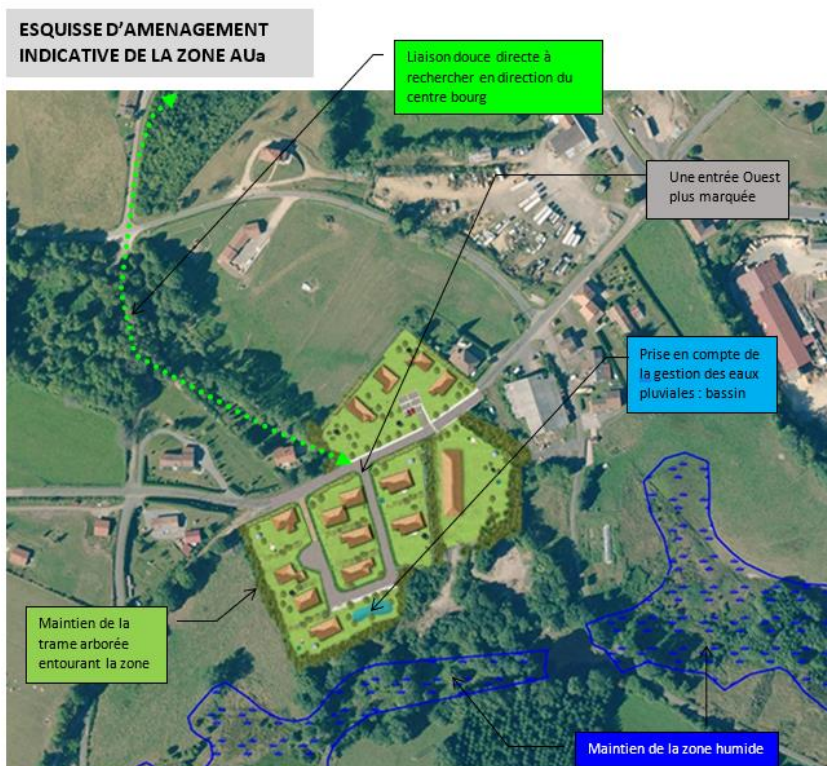 ESQUISSE D'AMENAGEMENT
INDICATIVE DE LA ZONE AUa
Liaison douce directe à
rechercher en direction du
centre bourg
Une entrée Ouest
plus marquée
Prise en compte de
la gestion des eaux
pluviales : bassin
Maintien de la
trame arborée
entourant la zone
Maintien de la zone humide